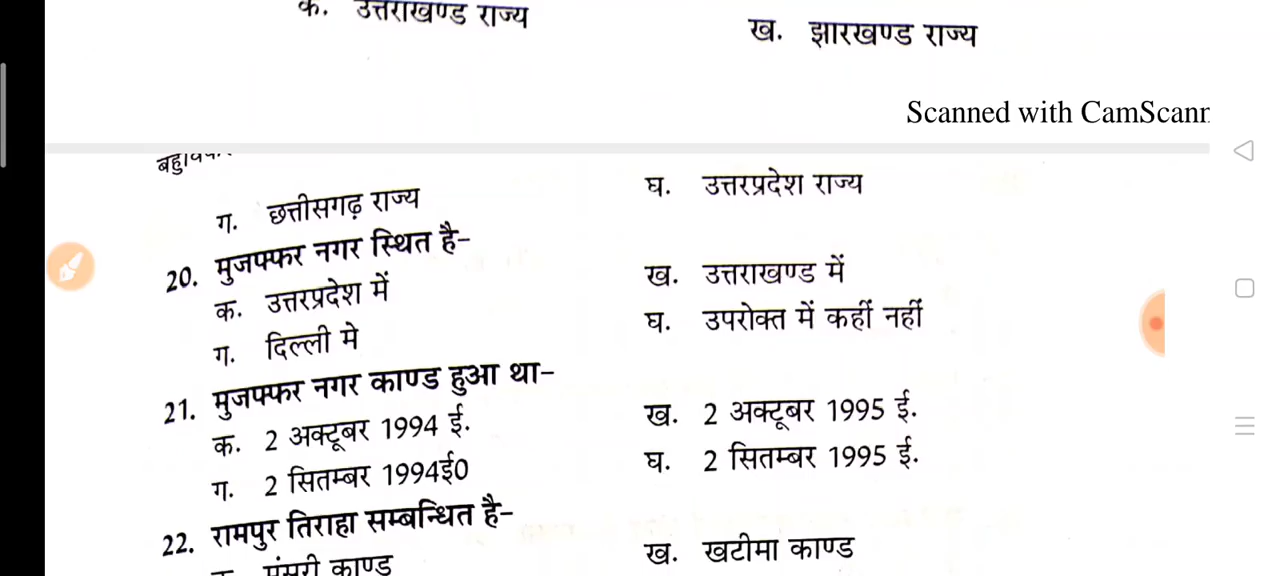 क. उत्तराखण्ड राज्य
ख. झारखण्ड राज्य
Scanned with CamScanr
ग. छत्तीसगढ़ राज्य
घ. उत्तरप्रदेश राज्य
20. मुजफ्फर नगर स्थित है-
क. उत्तरप्रदेश में
ख. उत्तराखण्ड में
ग. दिल्ली मे
घ. उपरोक्त में कहीं नहीं
21. मुजफ्फर नगर काण्ड हुआ था-
क. 2 अक्टूबर 1994 ई.
ख. 2 अक्टूबर 1995 ई.
ग. 2 सितम्बर 1994ई0
घ. 2 सितम्बर 1995 ई.
22. रामपुर तिराहा सम्बन्धित है-
क. मंसूरी काण्ड
ख. खटीमा काण्ड